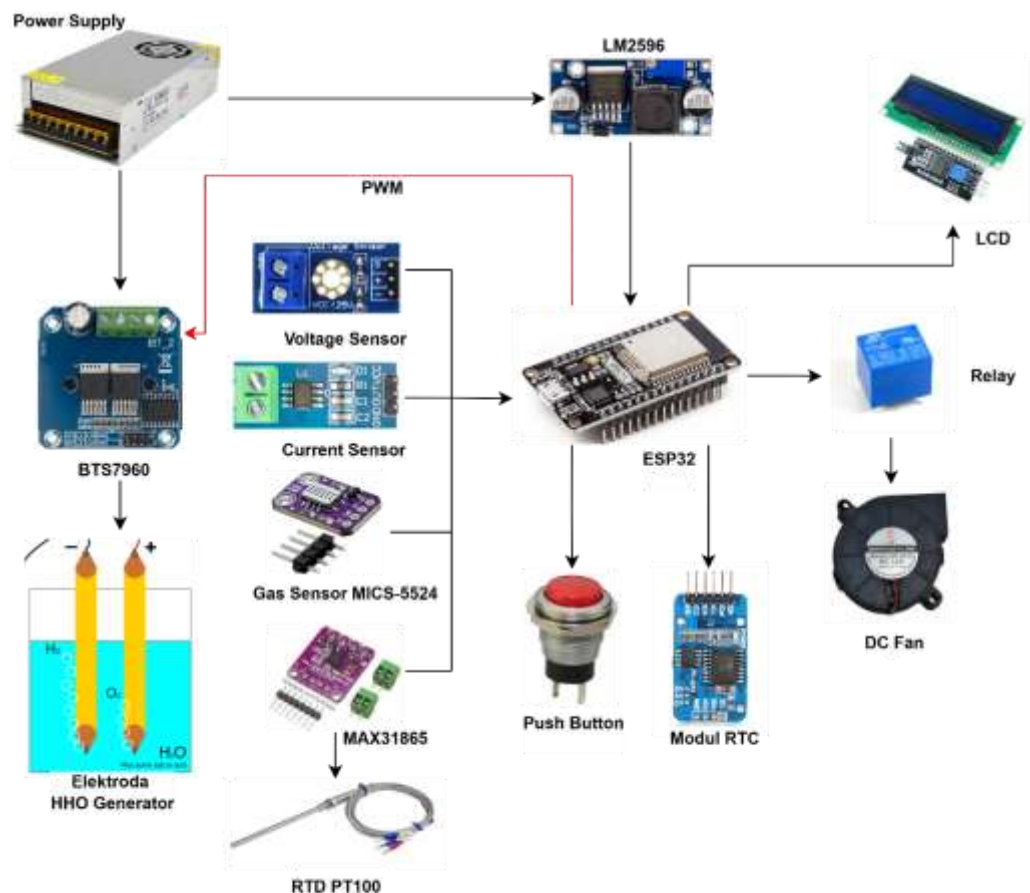 Power Supply
LM2596
PWM
LCD
Voltage Sensor
Current Sensor
ESP32
Relay
BTS7960
Gas Sensor MICS-5524
DC Fan
MAX31865
Push Button
Modul RTC
− +
H₂
O₂
H₂O
Elektroda
HHO Generator
RTD PT100